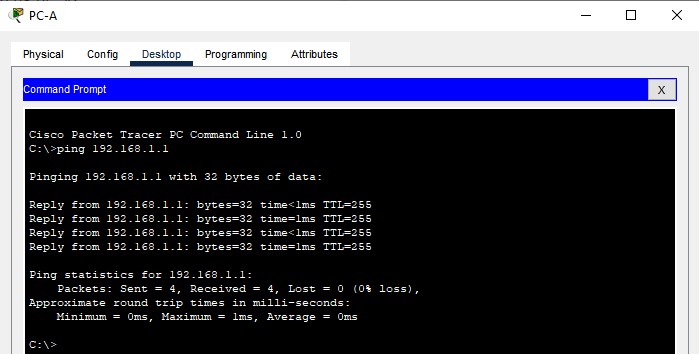 PC-A
Physical Config Desktop Programming Attributes
Command Prompt X
Cisco Packet Tracer PC Command Line 1.0
C:\>ping 192.168.1.1
Pinging 192.168.1.1 with 32 bytes of data:
Reply from 192.168.1.1: bytes=32 time<1ms TTL=255
Reply from 192.168.1.1: bytes=32 time=1ms TTL=255
Reply from 192.168.1.1: bytes=32 time<1ms TTL=255
Reply from 192.168.1.1: bytes=32 time=1ms TTL=255
Ping statistics for 192.168.1.1:
Packets: Sent = 4, Received = 4, Lost = 0 (0% loss),
Approximate round trip times in milli-seconds:
Minimum = 0ms, Maximum = 1ms, Average = 0ms
C:\>